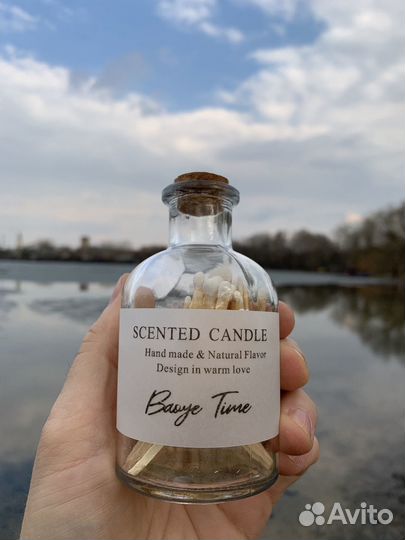 SCENTED CANDLE
Hand made & Natural Flavor
Design in warm love
Baoye Time
Avito